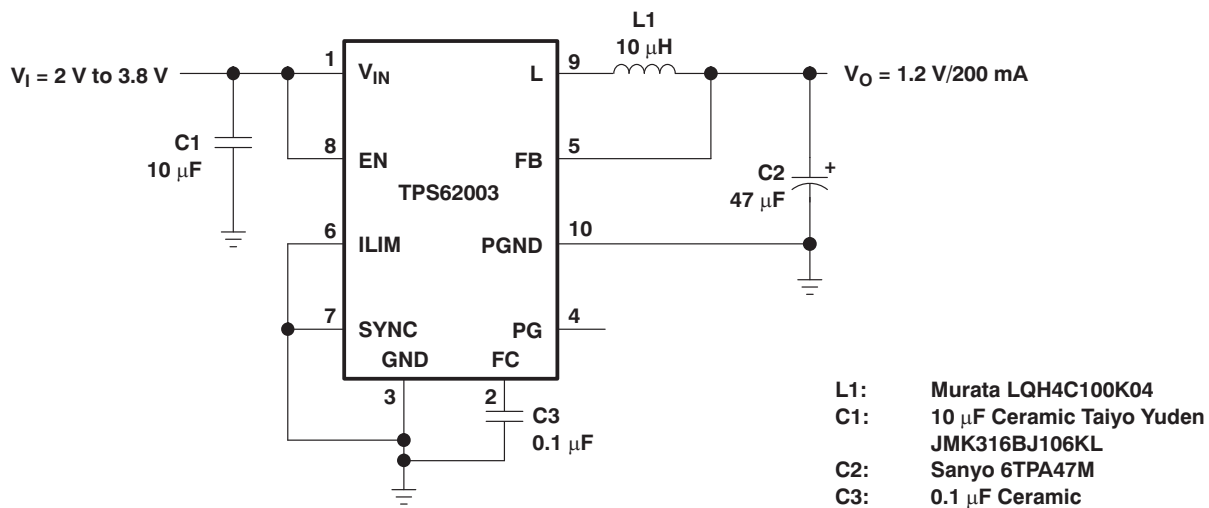 L1
10 μH
V_I = 2 V to 3.8 V
1
V_IN
L
9
V_O = 1.2 V/200 mA
C1
10 μF
8
EN
FB
5
C2
47 μF
+
TPS62003
6
ILIM
PGND
10
7
SYNC
PG
4
GND
FC
3
2
C3
0.1 μF
L1: Murata LQH4C100K04
C1: 10 μF Ceramic Taiyo Yuden
JMK316BJ106KL
C2: Sanyo 6TPA47M
C3: 0.1 μF Ceramic